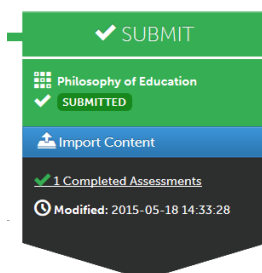 SUBMIT
Philosophy of Education
SUBMITTED
Import Content
1 Completed Assessments
Modified: 2015-05-18 14:33:28